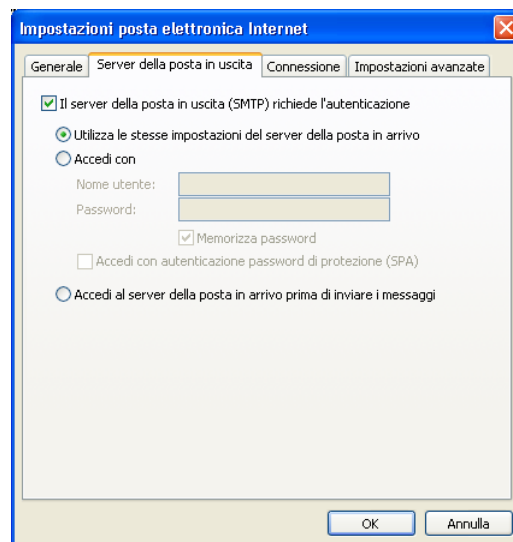 Impostazioni posta elettronica Internet
Generale Server della posta in uscita Connessione Impostazioni avanzate
Il server della posta in uscita (SMTP) richiede l'autenticazione
Utilizza le stesse impostazioni del server della posta in arrivo
Accedi con
Nome utente:
Password:
Memorizza password
Accedi con autenticazione password di protezione (SPA)
Accedi al server della posta in arrivo prima di inviare i messaggi
OK Annulla